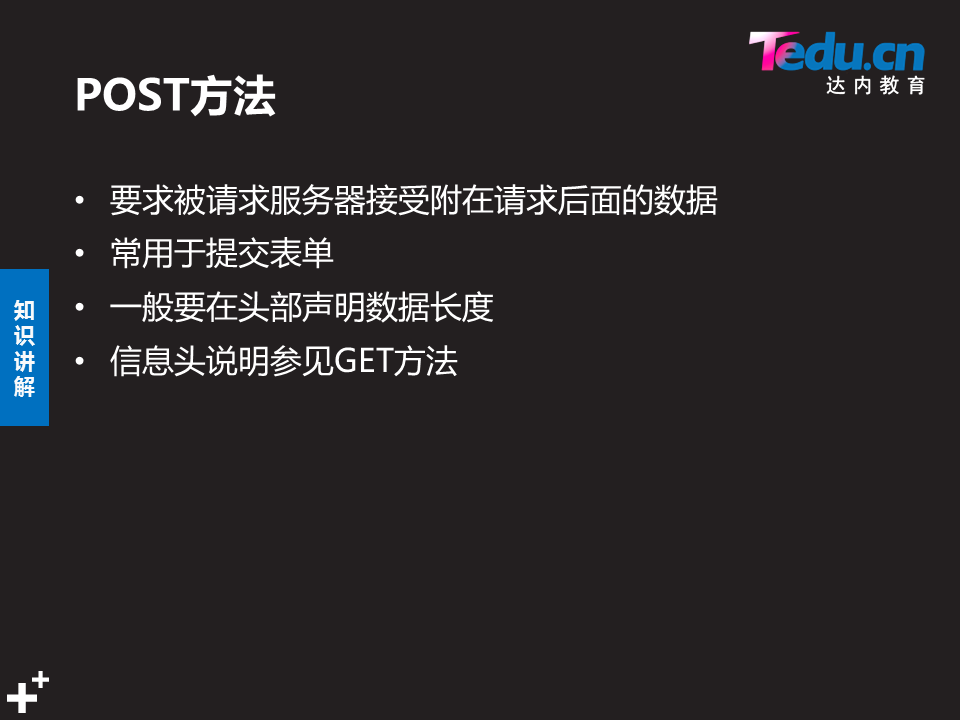 Tedu.cn
达内教育
POST方法
• 要求被请求服务器接受附在请求后面的数据
• 常用于提交表单
• 一般要在头部声明数据长度
• 信息头说明参见GET方法
知
识
讲
解